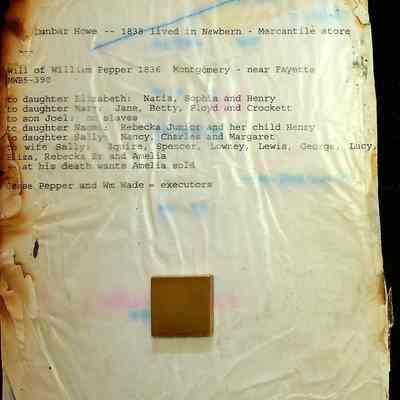 Dunbar Howe -- 1838 lived in Newbern - Mercantile store
---
Will of William Pepper 1836 Montgomery - near Fayette
MWB5-390
to daughter Elizabeth: Natis, Sophia and Henry
to daughter Mary: Jane, Betty, Floyd and Crockett
to son Joel: no slaves
to daughter Naomi: Rebecka Junior and her child Henry
to daughter Sally: Nancy, Charles and Margaret
to wife Sally: Squire, Spencer, Lowney, Lewis, George, Lucy,
Eliza, Rebecka Sr and Amelia
- at his death wants Amelia sold
Jesse Pepper and Wm Wade = executors